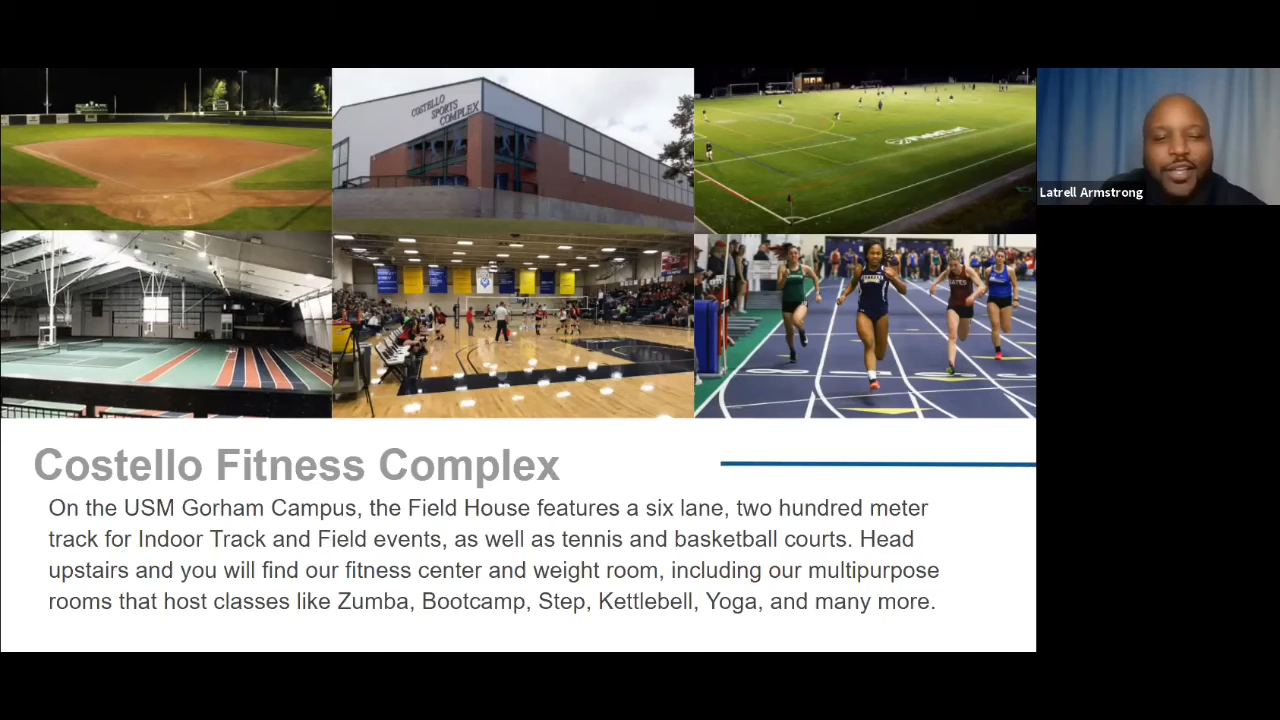 COSTELLO
SPORTS
COMPLEX
Latrell Armstrong
BATES
Costello Fitness Complex
On the USM Gorham Campus, the Field House features a six lane, two hundred meter
track for Indoor Track and Field events, as well as tennis and basketball courts. Head
upstairs and you will find our fitness center and weight room, including our multipurpose
rooms that host classes like Zumba, Bootcamp, Step, Kettlebell, Yoga, and many more.